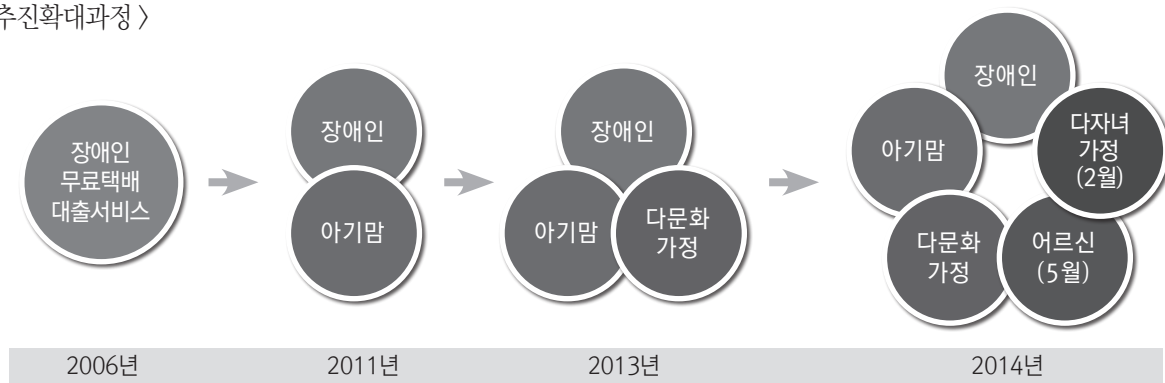 추진확대과정 〉
장애인
무료택배
대출서비스
장애인
아기맘
장애인
아기맘
다문화
가정
장애인
아기맘
다자녀
가정
(2월)
다문화
가정
어르신
(5월)
2006년
2011년
2013년
2014년